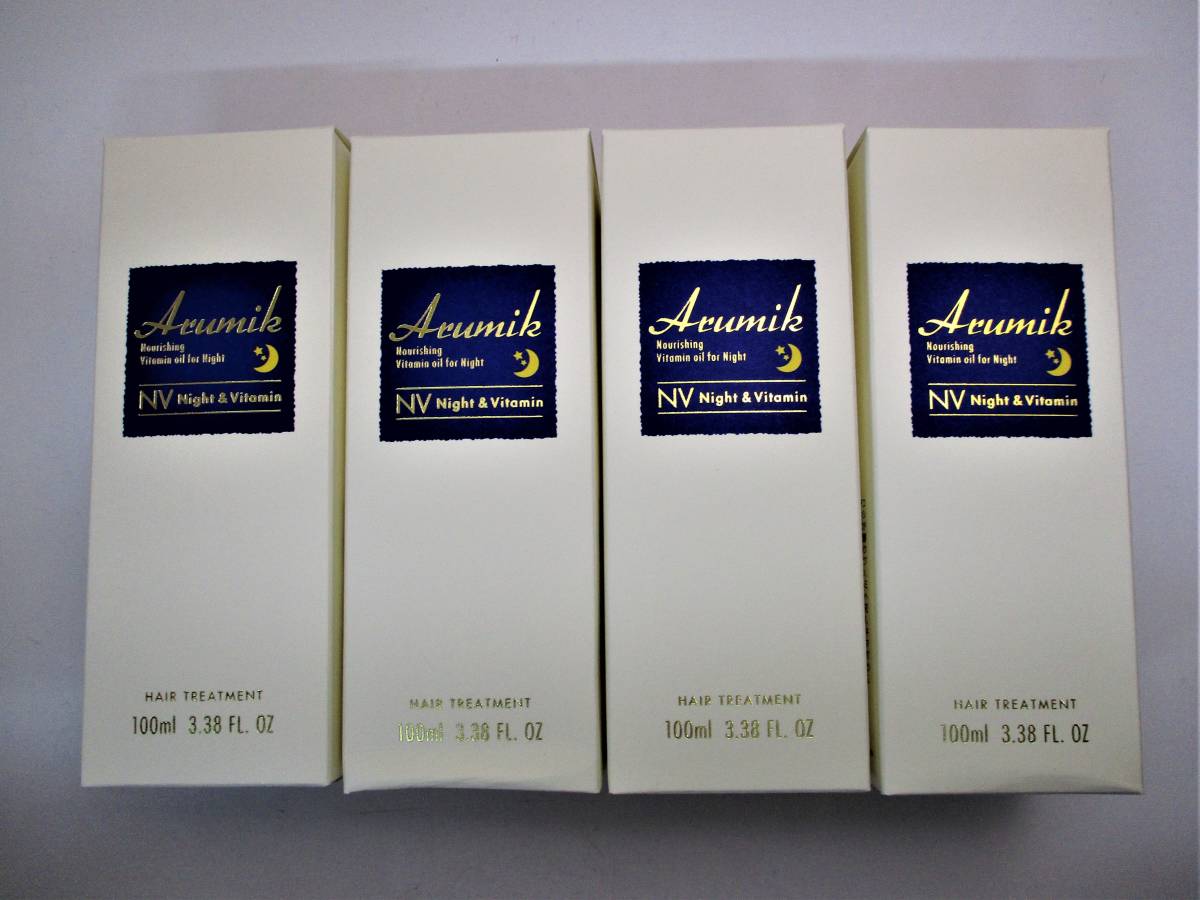 Arumik
Nourishing
Vitamin oil for Night
NV Night & Vitamin
HAIR TREATMENT
100ml 3.38 FL. OZ
Arumik
Nourishing
Vitamin oil for Night
NV Night & Vitamin
HAIR TREATMENT
100ml 3.38 FL. OZ
Arumik
Nourishing
Vitamin oil for Night
NV Night & Vitamin
HAIR TREATMENT
100ml 3.38 FL. OZ
Arumik
Nourishing
Vitamin oil for Night
NV Night & Vitamin
HAIR TREATMENT
100ml 3.38 FL. OZ